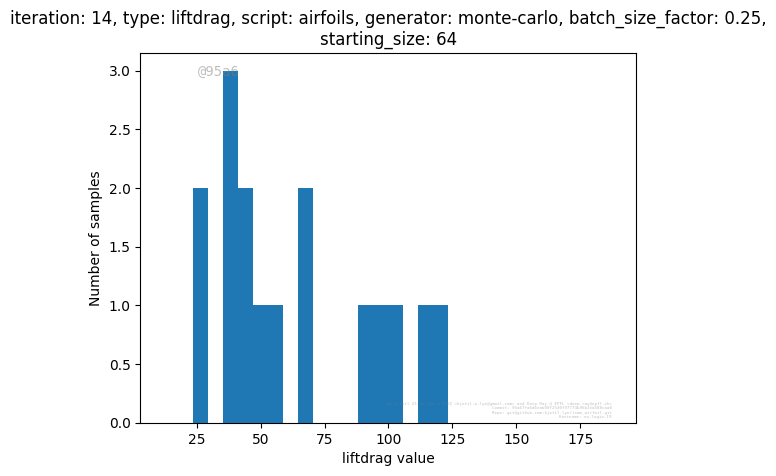 iteration: 14, type: liftdrag, script: airfoils, generator: monte-carlo, batch_size_factor: 0.25,
starting_size: 64
@95a6
3.0
2.5
2.0
1.5
1.0
0.5
0.0
Number of samples
25 50 75 100 125 150 175
liftdrag value